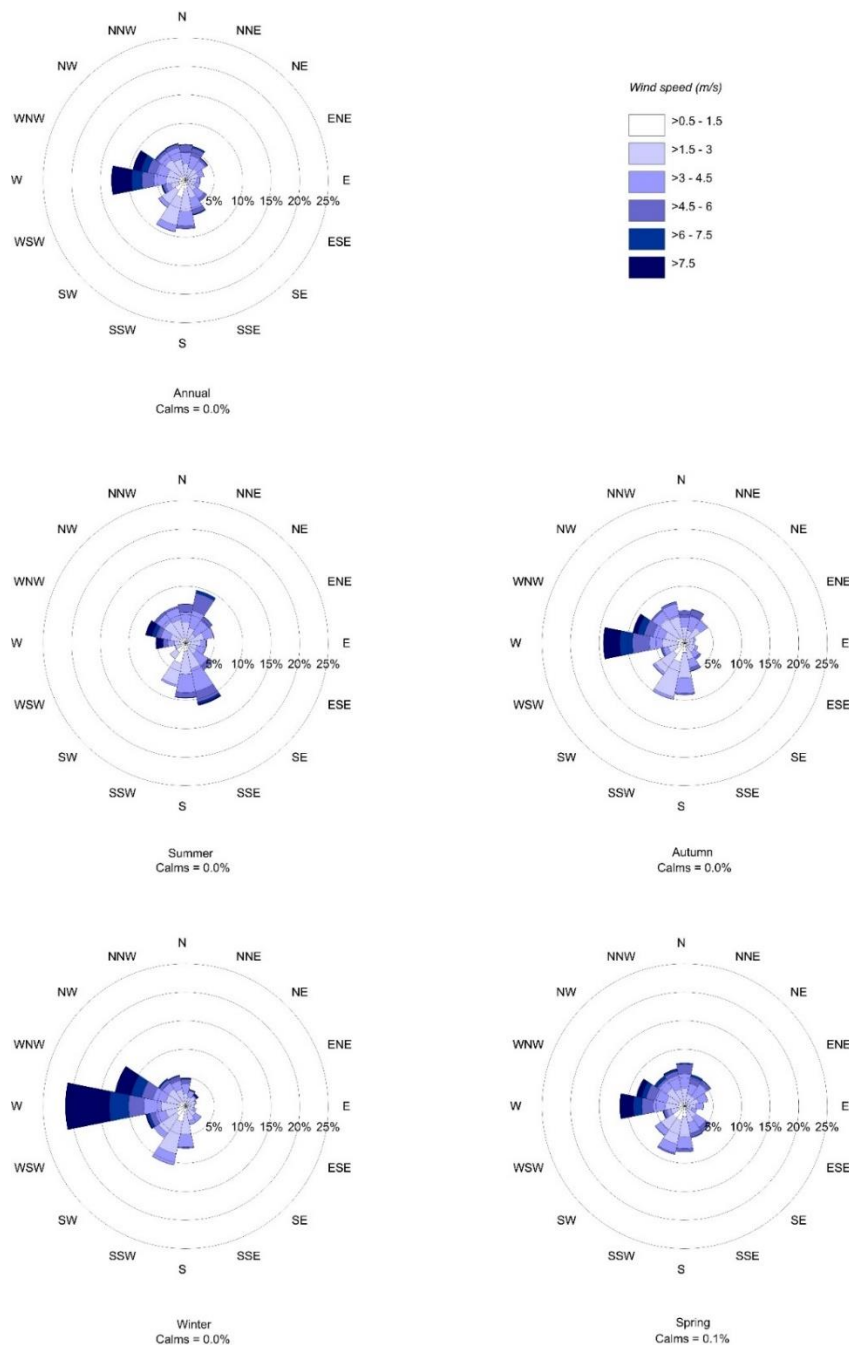 N
NNW NNE
NW NE
WNW ENE
W E
5% 10% 15% 20% 25%
WSW ESE
SW SE
SSW SSE
S
Annual
Calms = 0.0%
Wind speed (m/s)
>0.5 - 1.5
>1.5 - 3
>3 - 4.5
>4.5 - 6
>6 - 7.5
>7.5
N
NNW NNE
NW NE
WNW ENE
W E
5% 10% 15% 20% 25%
WSW ESE
SW SE
SSW SSE
S
Summer
Calms = 0.0%
N
NNW NNE
NW NE
WNW ENE
W E
5% 10% 15% 20% 25%
WSW ESE
SW SE
SSW SSE
S
Autumn
Calms = 0.0%
N
NNW NNE
NW NE
WNW ENE
W E
5% 10% 15% 20% 25%
WSW ESE
SW SE
SSW SSE
S
Winter
Calms = 0.0%
N
NNW NNE
NW NE
WNW ENE
W E
5% 10% 15% 20% 25%
WSW ESE
SW SE
SSW SSE
S
Spring
Calms = 0.1%